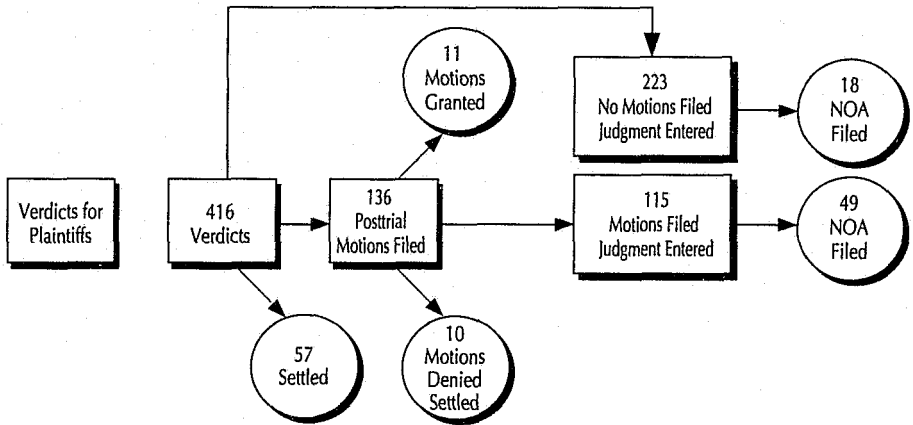 Verdicts for
Plaintiffs
416
Verdicts
57
Settled
136
Posttrial
Motions Filed
11
Motions
Granted
10
Motions
Denied
Settled
223
No Motions Filed
Judgment Entered
18
NOA
Filed
115
Motions Filed
Judgment Entered
49
NOA
Filed